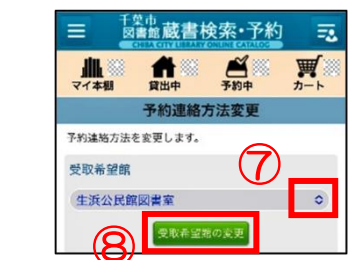 千葉市
図書館 蔵書検索・予約
CHIBA CITY LIBRARY ONLINE CATALOG
マイ本棚 貸出中 予約中 カート
予約連絡方法変更
予約連絡方法を変更します。
受取希望館
⑦
生浜公民館図書室
受取希望館の変更
⑧